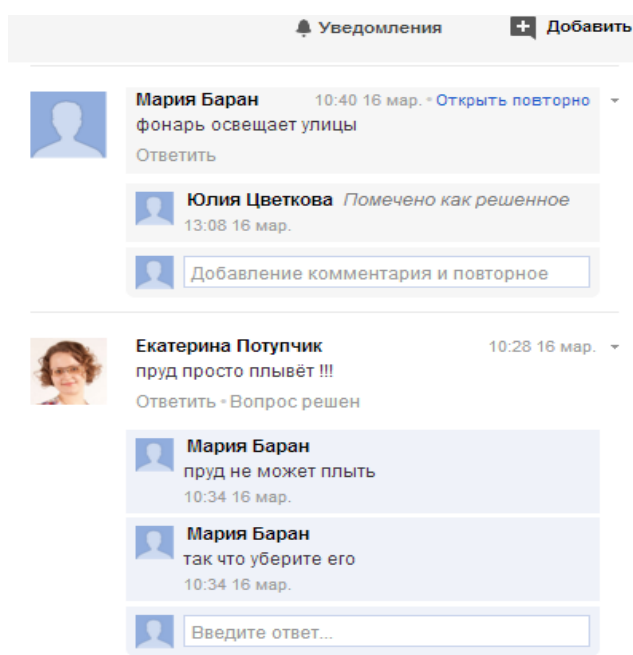 Уведомления
Добавить
Мария Баран 10:40 16 мар. • Открыть повторно
фонарь освещает улицы
Ответить
Юлия Цветкова Помечено как решенное
13:08 16 мар.
Добавление комментария и повторное
Екатерина Потупчик 10:28 16 мар.
пруд просто плывёт !!!
Ответить • Вопрос решен
Мария Баран
пруд не может плыть
10:34 16 мар.
Мария Баран
так что уберите его
10:34 16 мар.
Введите ответ...